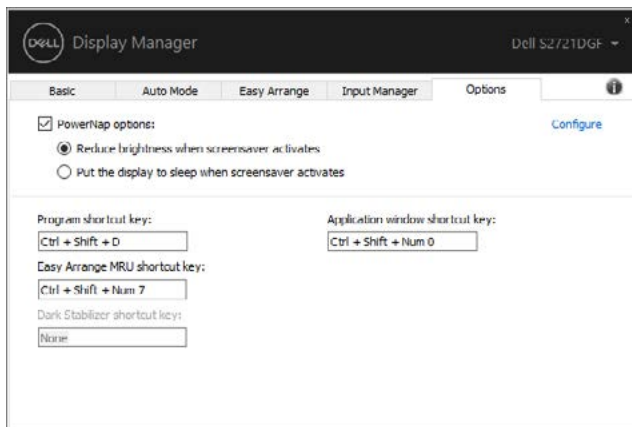 DELL Display Manager
Dell S2721DGF
x
Basic
Auto Mode
Easy Arrange
Input Manager
Options
PowerNap options:
Configure
Reduce brightness when screensaver activates
Put the display to sleep when screensaver activates
Program shortcut key:
Application window shortcut key:
Ctrl + Shift + D
Ctrl + Shift + Num 0
Easy Arrange MRU shortcut key:
Ctrl + Shift + Num 7
Dark Stabilizer shortcut key:
None